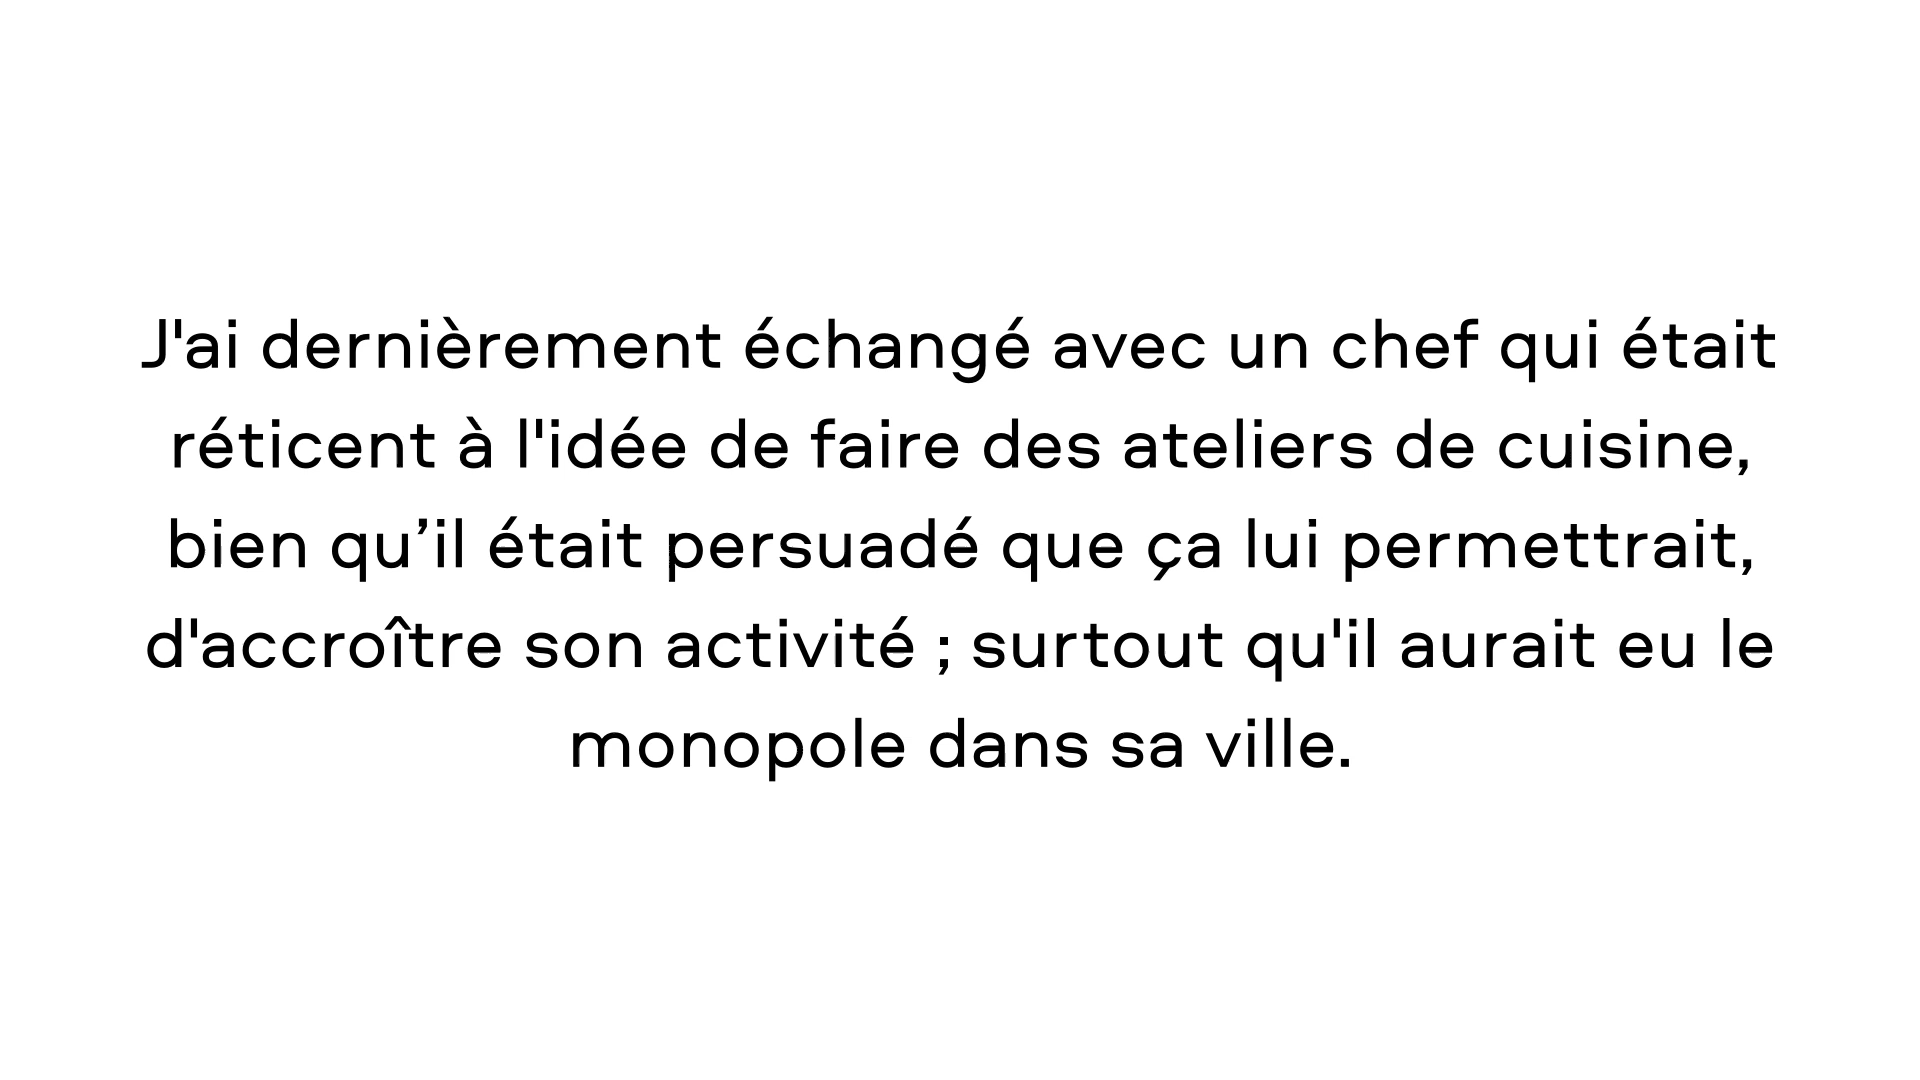 J'ai dernièrement échangé avec un chef qui était
réticent à l'idée de faire des ateliers de cuisine,
bien qu’il était persuadé que ça lui permettrait,
d'accroître son activité ; surtout qu'il aurait eu le
monopole dans sa ville.